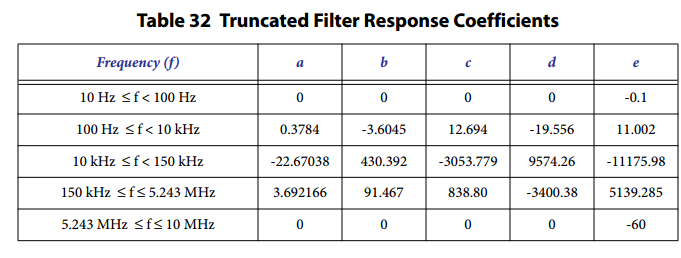 Table 32 Truncated Filter Response Coefficients
Frequency (f) a b c d e
10 Hz ≤ f < 100 Hz 0 0 0 0 -0.1
100 Hz ≤ f < 10 kHz 0.3784 -3.6045 12.694 -19.556 11.002
10 kHz ≤ f < 150 kHz -22.67038 430.392 -3053.779 9574.26 -11175.98
150 kHz ≤ f ≤ 5.243 MHz 3.692166 91.467 838.80 -3400.38 5139.285
5.243 MHz ≤ f ≤ 10 MHz 0 0 0 0 -60